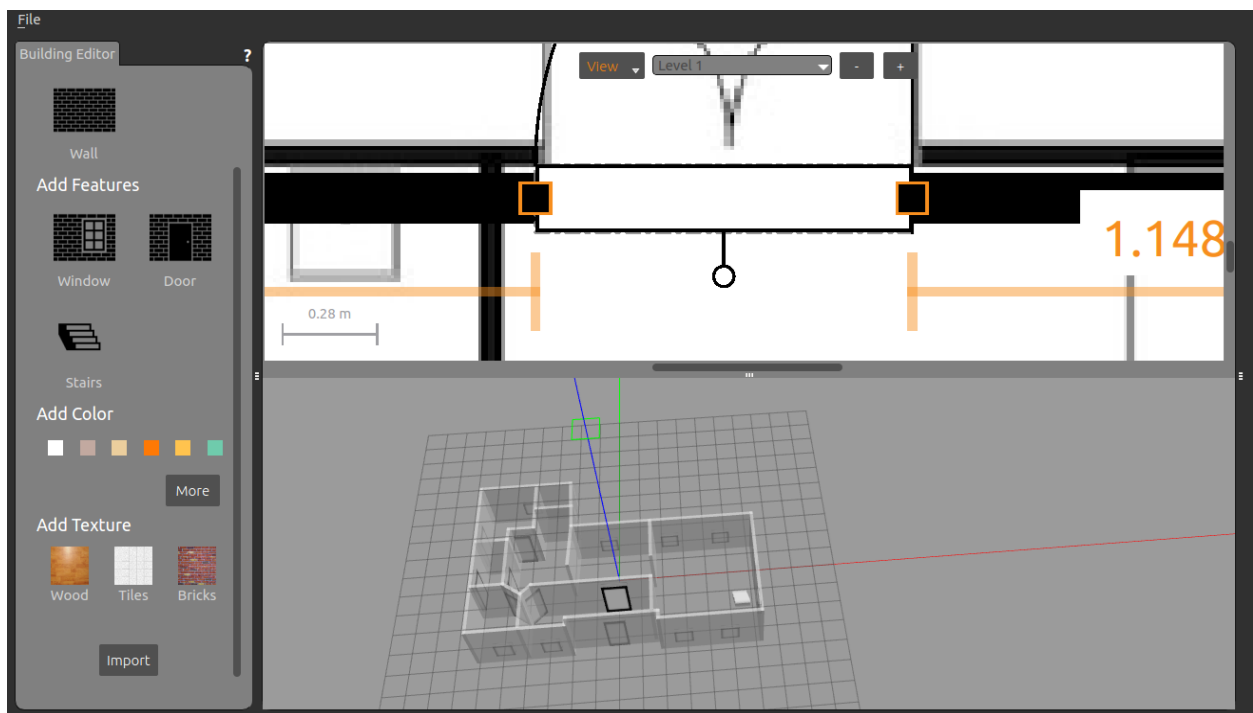 File
Building Editor
?
Wall
Add Features
Window
Door
Stairs
Add Color
More
Add Texture
Wood
Tiles
Bricks
Import
View
Level 1
-
+
1.148
0.28 m